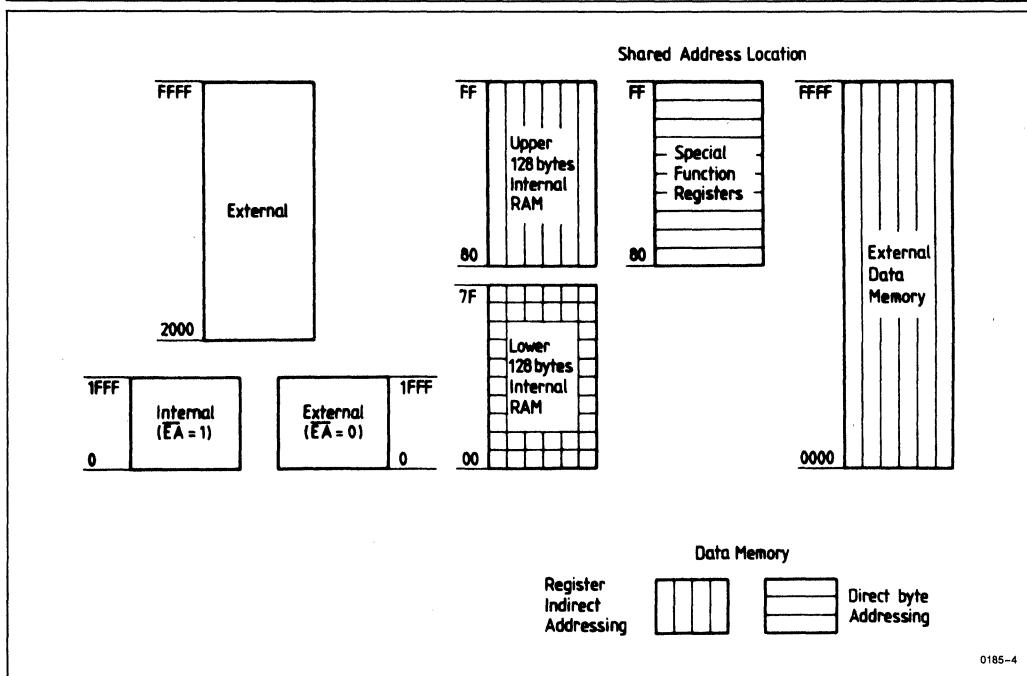 Shared Address Location
FFFF
External
2000
1FFF
Internal
(E̅A̅ = 1)
0
External
(E̅A̅ = 0)
1FFF
0
FF
Upper
128 bytes
Internal
RAM
80
7F
Lower
128 bytes
Internal
RAM
00
FF
Special
Function
Registers
80
FFFF
External
Data
Memory
0000
Data Memory
Register
Indirect
Addressing
Direct byte
Addressing
0185–4